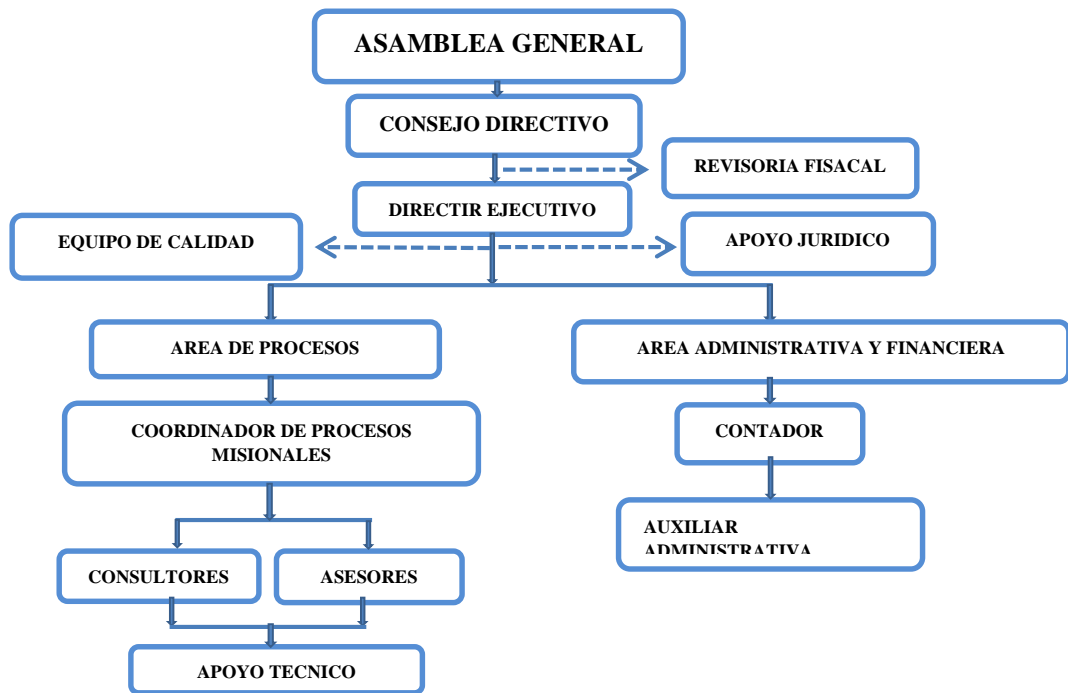 ASAMBLEA GENERAL
CONSEJO DIRECTIVO
REVISORIA FISACAL
DIRECTIR EJECUTIVO
EQUIPO DE CALIDAD
APOYO JURIDICO
AREA DE PROCESOS
AREA ADMINISTRATIVA Y FINANCIERA
COORDINADOR DE PROCESOS
MISIONALES
CONTADOR
AUXILIAR
ADMINISTRATIVA
CONSULTORES
ASESORES
APOYO TECNICO